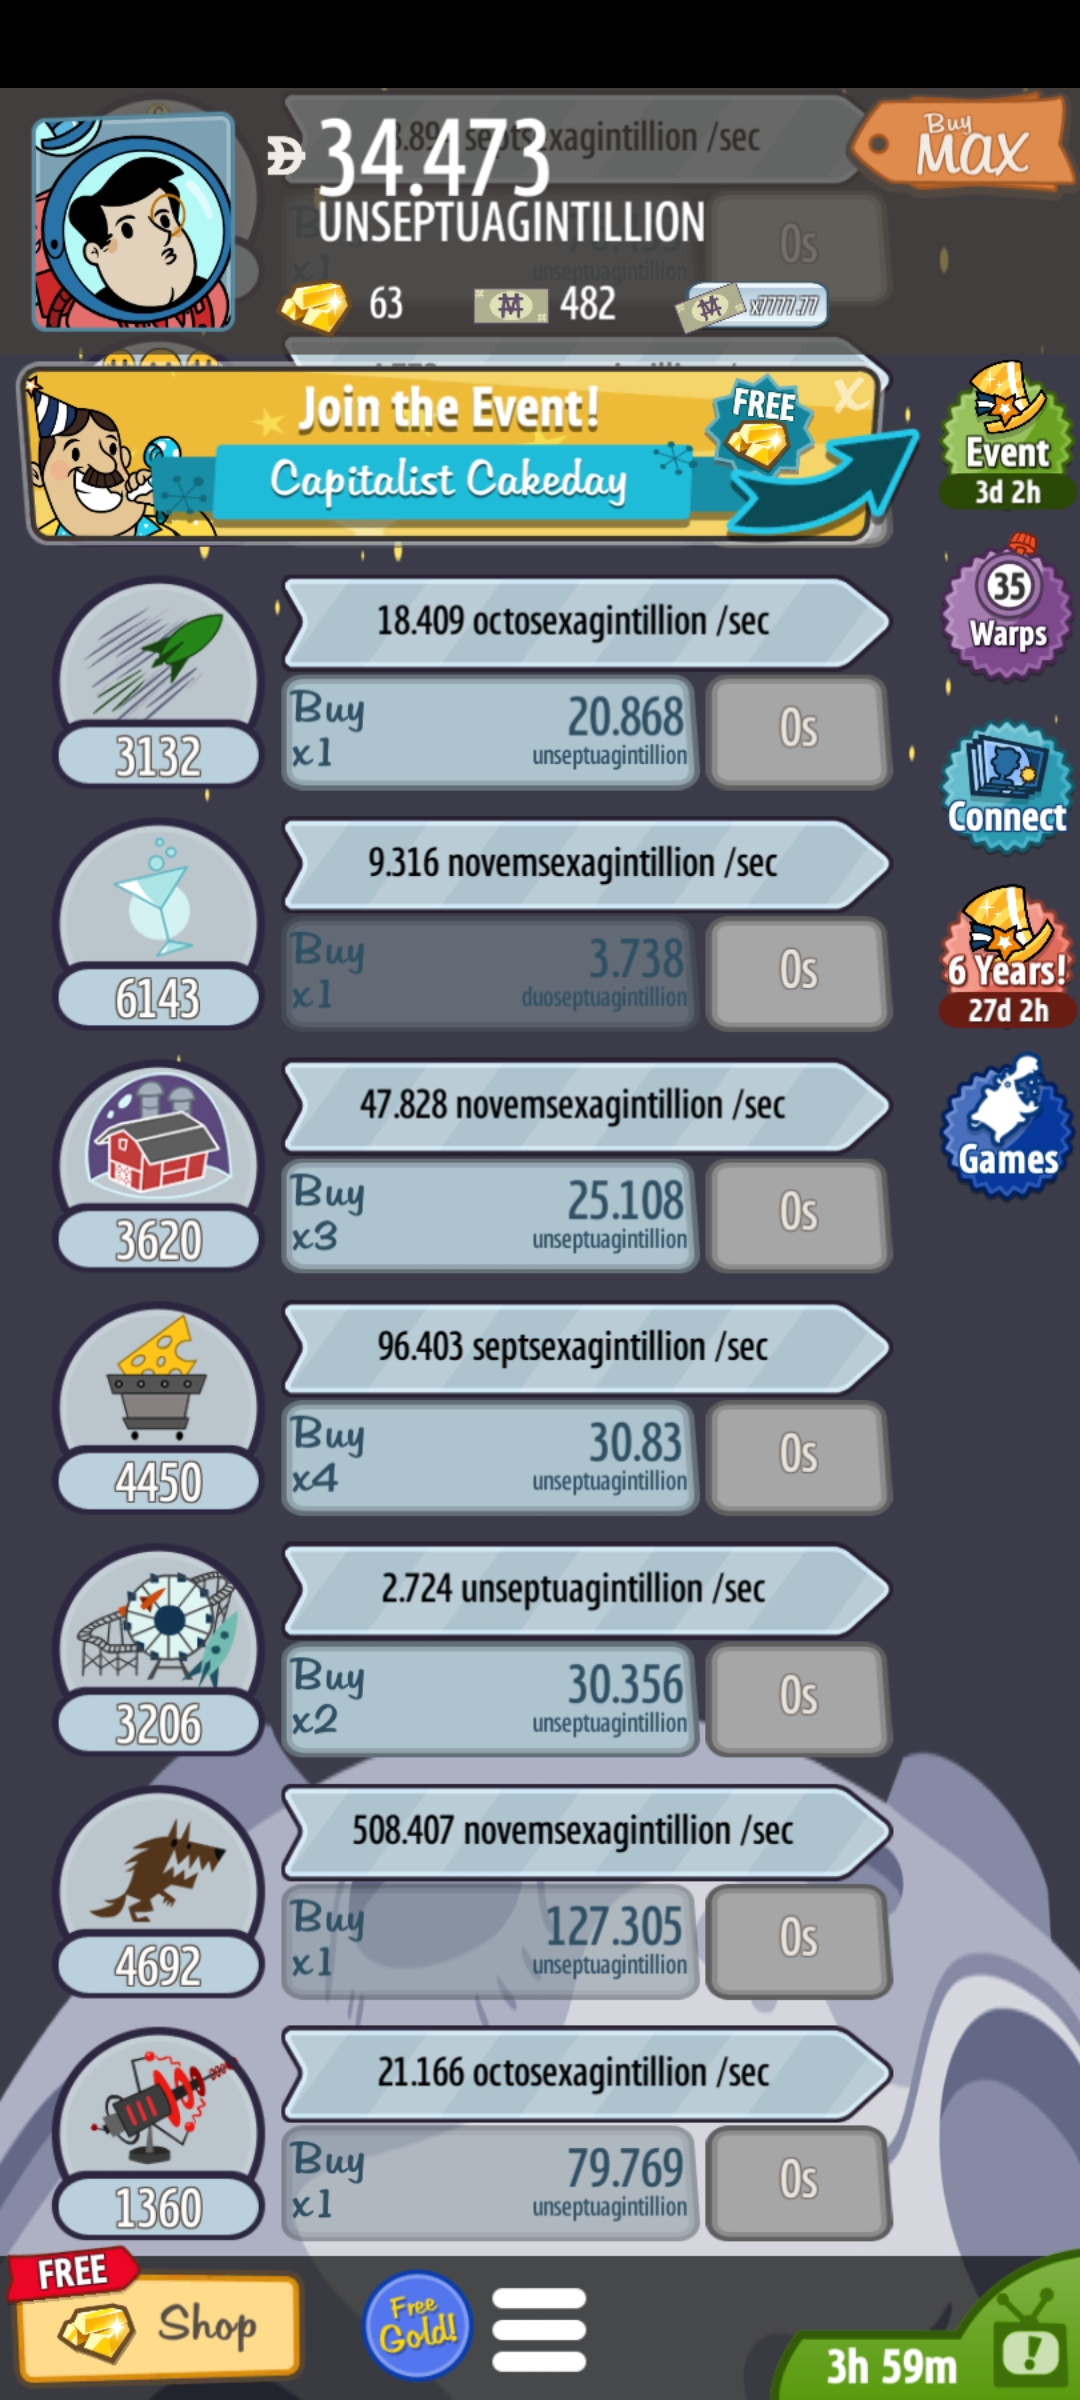 34.473
UNSEPTUAGINTILLION
Buy
MAX
0s
63
482
x7777.77
Join the Event!
Capitalist Cakeday
FREE
X
Event
3d 2h
18.409 octosexagintillion /sec
Buy
x1
20.868
unseptuagintillion
0s
3132
35
Warps
9.316 novemsexagintillion /sec
Buy
x1
3.738
duoseptuagintillion
0s
6143
Connect
6 Years!
27d 2h
47.828 novemsexagintillion /sec
Buy
x3
25.108
unseptuagintillion
0s
3620
Games
96.403 septsexagintillion /sec
Buy
x4
30.83
unseptuagintillion
0s
4450
2.724 unseptuagintillion /sec
Buy
x2
30.356
unseptuagintillion
0s
3206
508.407 novemsexagintillion /sec
Buy
x1
127.305
unseptuagintillion
0s
4692
21.166 octosexagintillion /sec
Buy
x1
79.769
unseptuagintillion
0s
1360
FREE
Shop
Free
Gold!
3h 59m